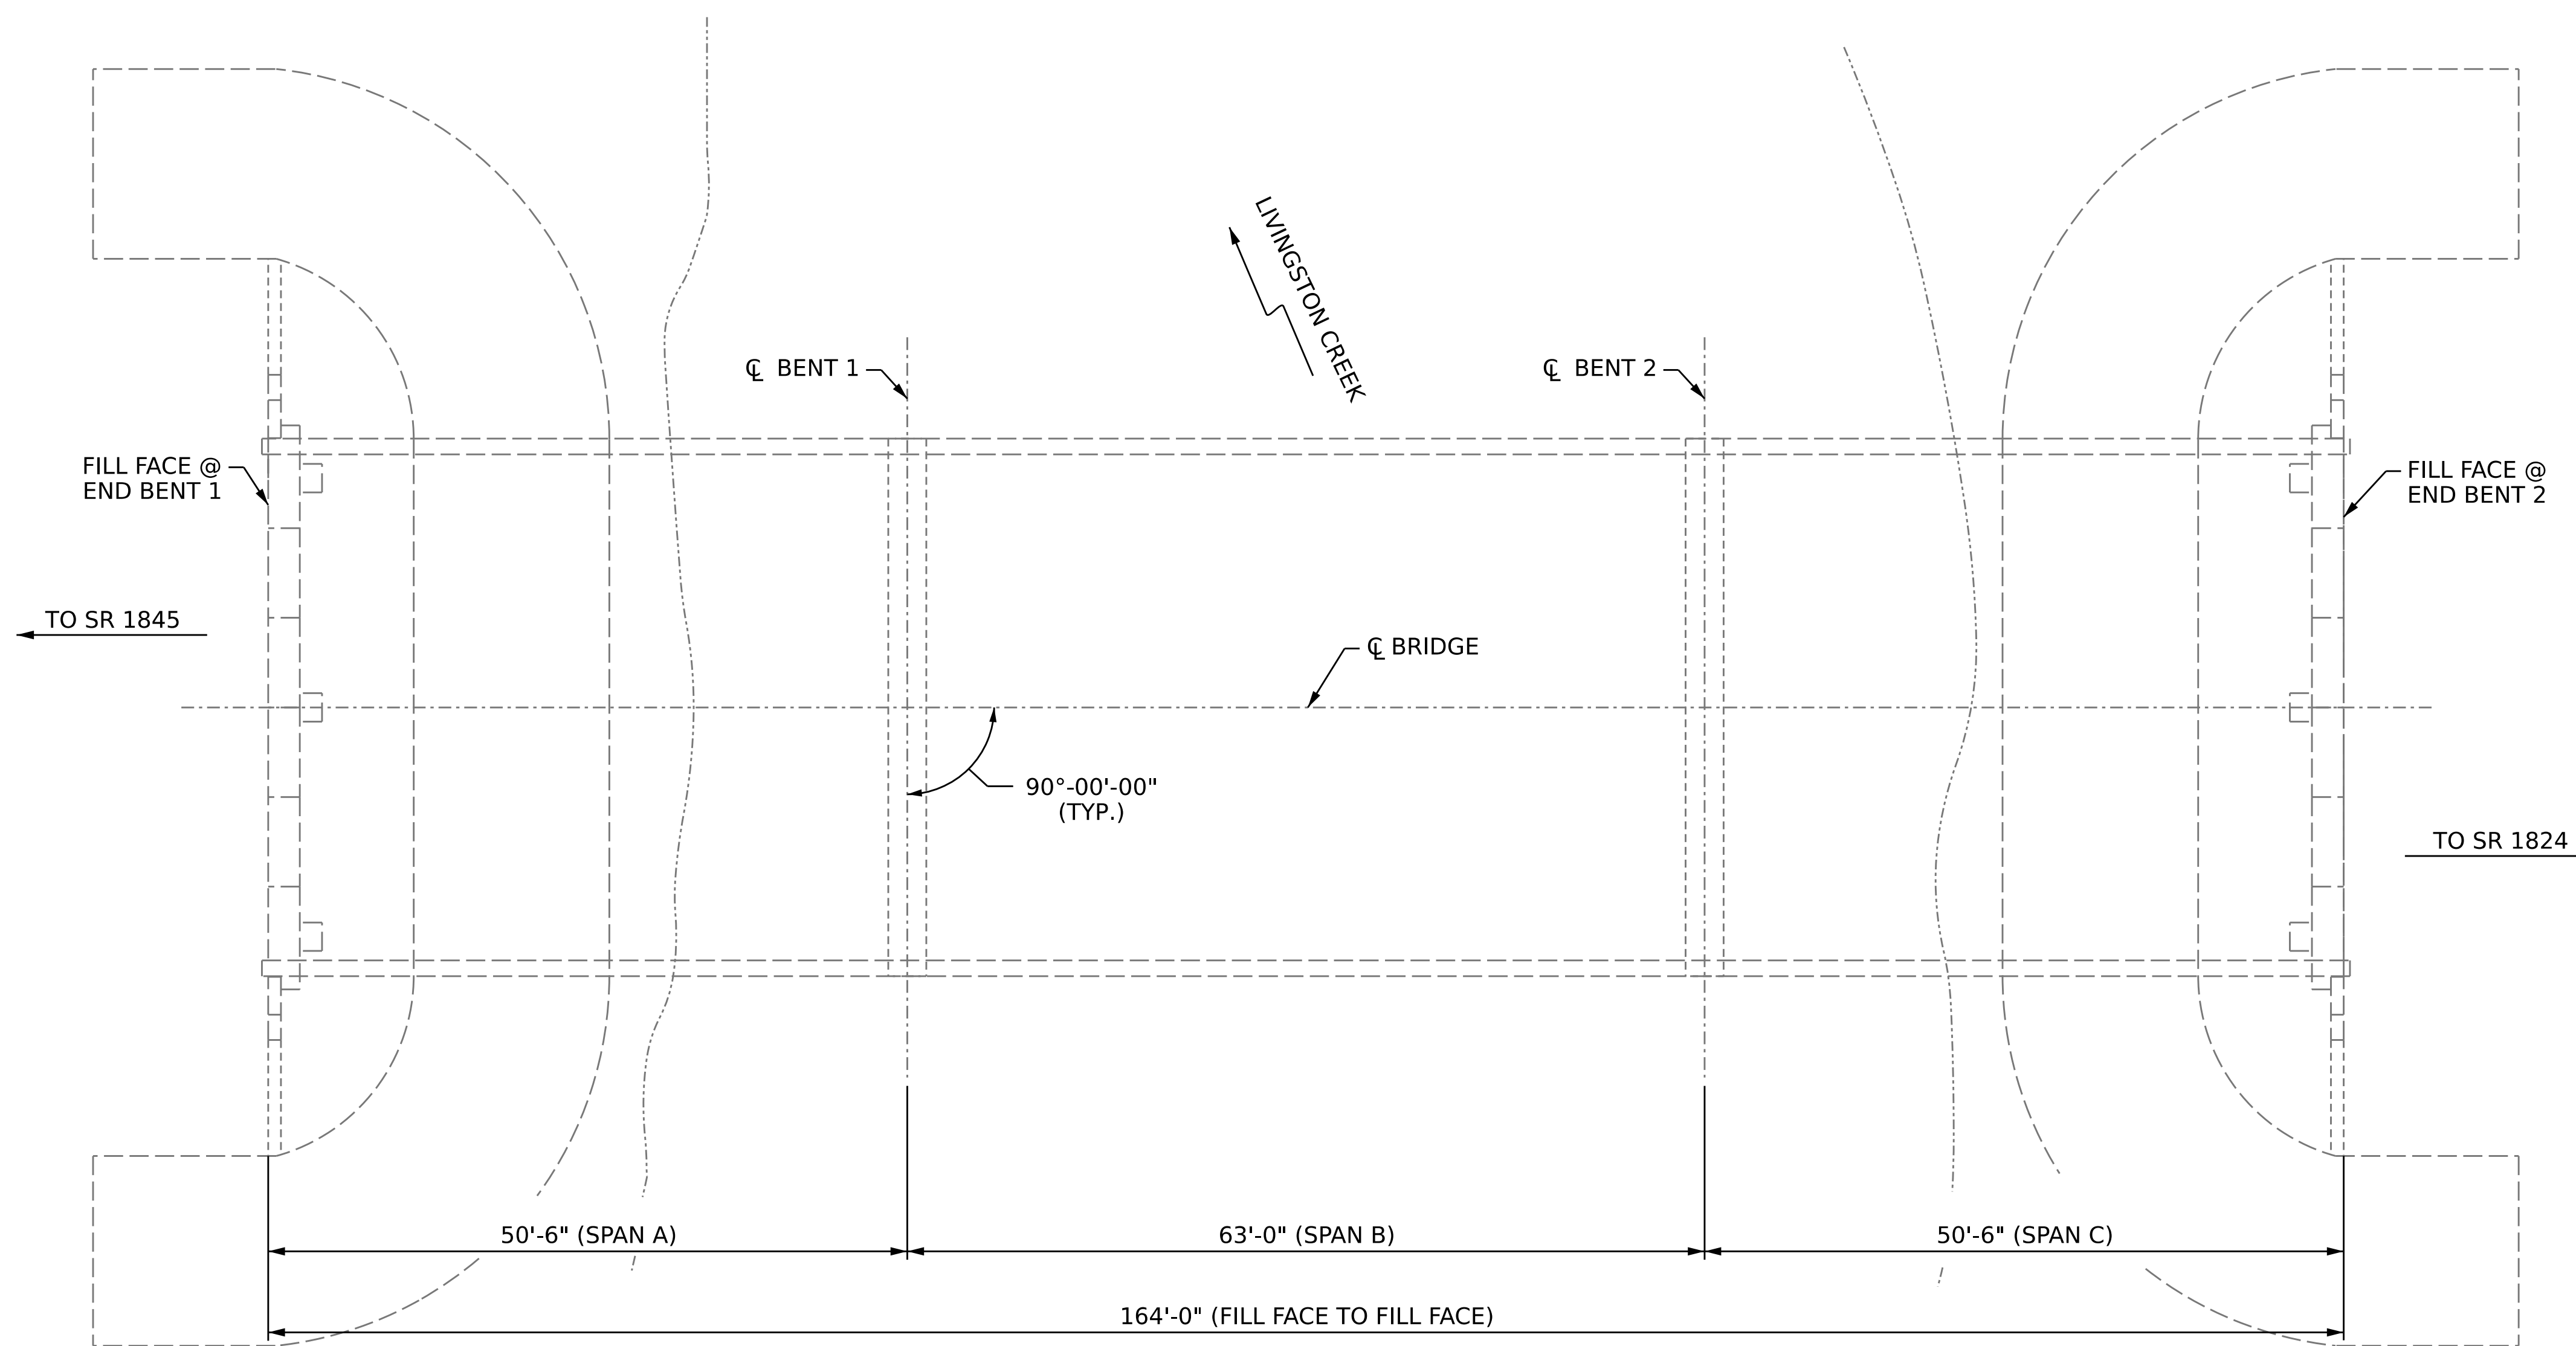 LIVINGSTON CREEK
℄ BENT 1
℄ BENT 2
FILL FACE @
END BENT 1
FILL FACE @
END BENT 2
TO SR 1845
℄ BRIDGE
90°-00'-00"
(TYP.)
TO SR 1824
50'-6" (SPAN A)
63'-0" (SPAN B)
50'-6" (SPAN C)
164'-0" (FILL FACE TO FILL FACE)